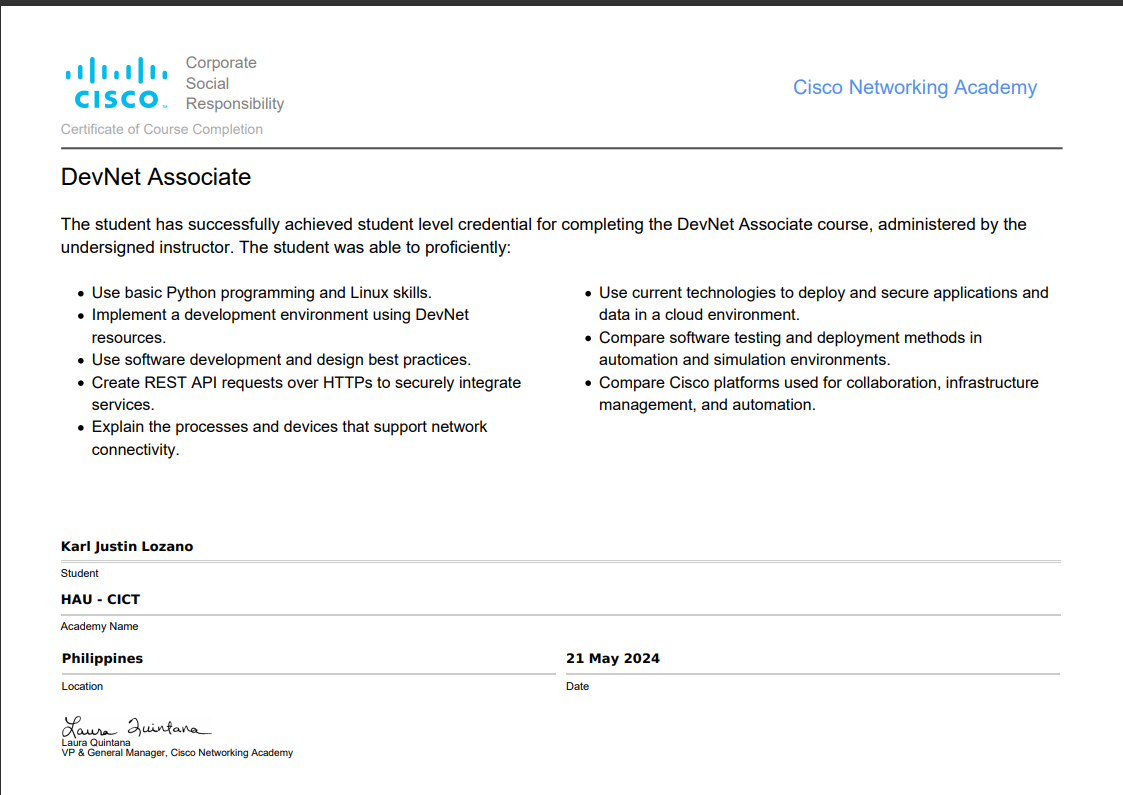 Corporate
Social
Responsibility
CISCO
Cisco Networking Academy
Certificate of Course Completion
DevNet Associate
The student has successfully achieved student level credential for completing the DevNet Associate course, administered by the
undersigned instructor. The student was able to proficiently:
• Use basic Python programming and Linux skills.
• Implement a development environment using DevNet
resources.
• Use software development and design best practices.
• Create REST API requests over HTTPs to securely integrate
services.
• Explain the processes and devices that support network
connectivity.
• Use current technologies to deploy and secure applications and
data in a cloud environment.
• Compare software testing and deployment methods in
automation and simulation environments.
• Compare Cisco platforms used for collaboration, infrastructure
management, and automation.
Karl Justin Lozano
Student
HAU - CICT
Academy Name
Philippines
Location
21 May 2024
Date
Laura Quintana
Laura Quintana
VP & General Manager, Cisco Networking Academy